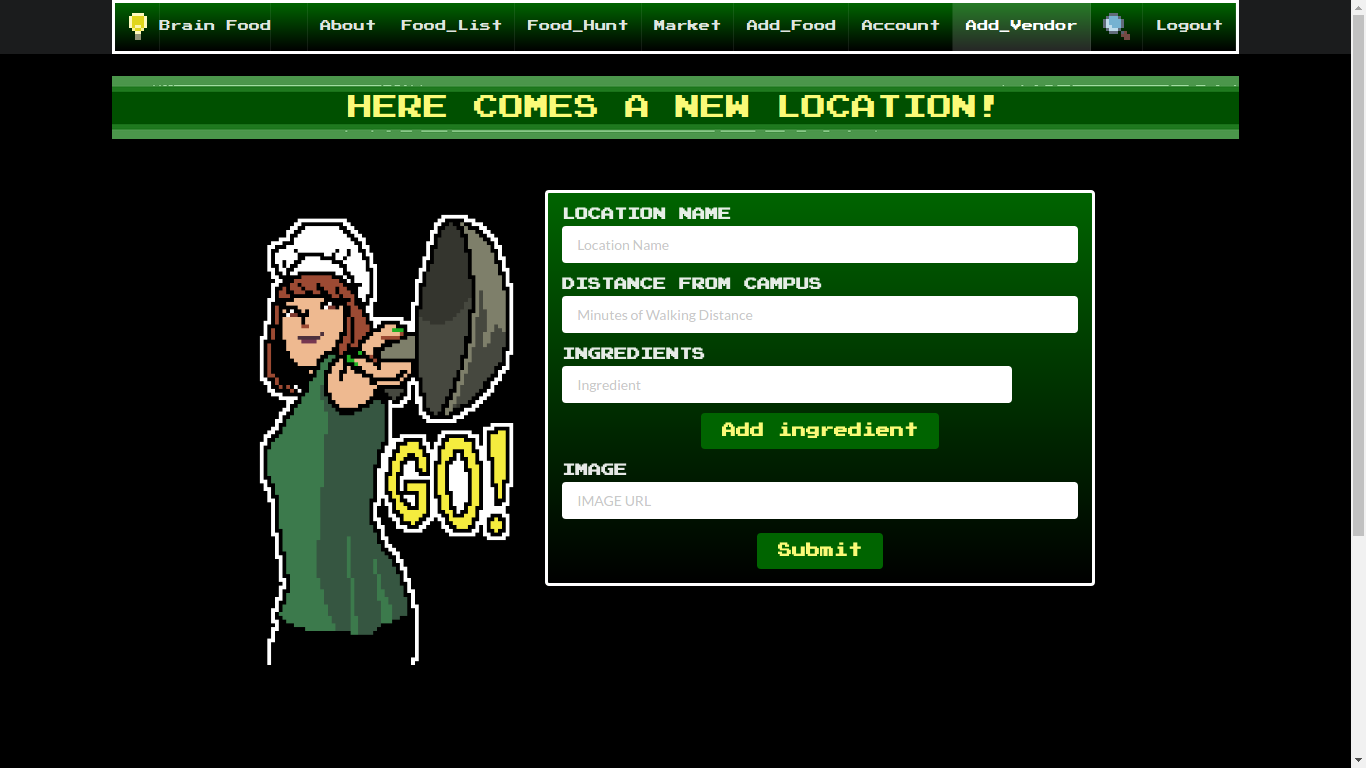 Brain Food About Food_List Food_Hunt Market Add_Food Account Add_Vendor Logout
HERE COMES A NEW LOCATION!
LOCATION NAME
Location Name
DISTANCE FROM CAMPUS
Minutes of Walking Distance
INGREDIENTS
Ingredient
Add ingredient
GO!
IMAGE
IMAGE URL
Submit